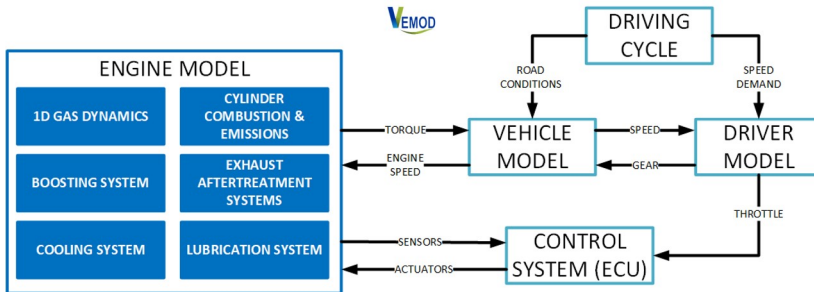 VEMOD
DRIVING
CYCLE
ENGINE MODEL
ROAD
CONDITIONS
SPEED
DEMAND
1D GAS DYNAMICS
CYLINDER
COMBUSTION &
EMISSIONS
TORQUE
VEHICLE
MODEL
SPEED
DRIVER
MODEL
ENGINE
SPEED
GEAR
BOOSTING SYSTEM
EXHAUST
AFTERTREATMENT
SYSTEMS
THROTTLE
COOLING SYSTEM
LUBRICATION SYSTEM
SENSORS
ACTUATORS
CONTROL
SYSTEM (ECU)